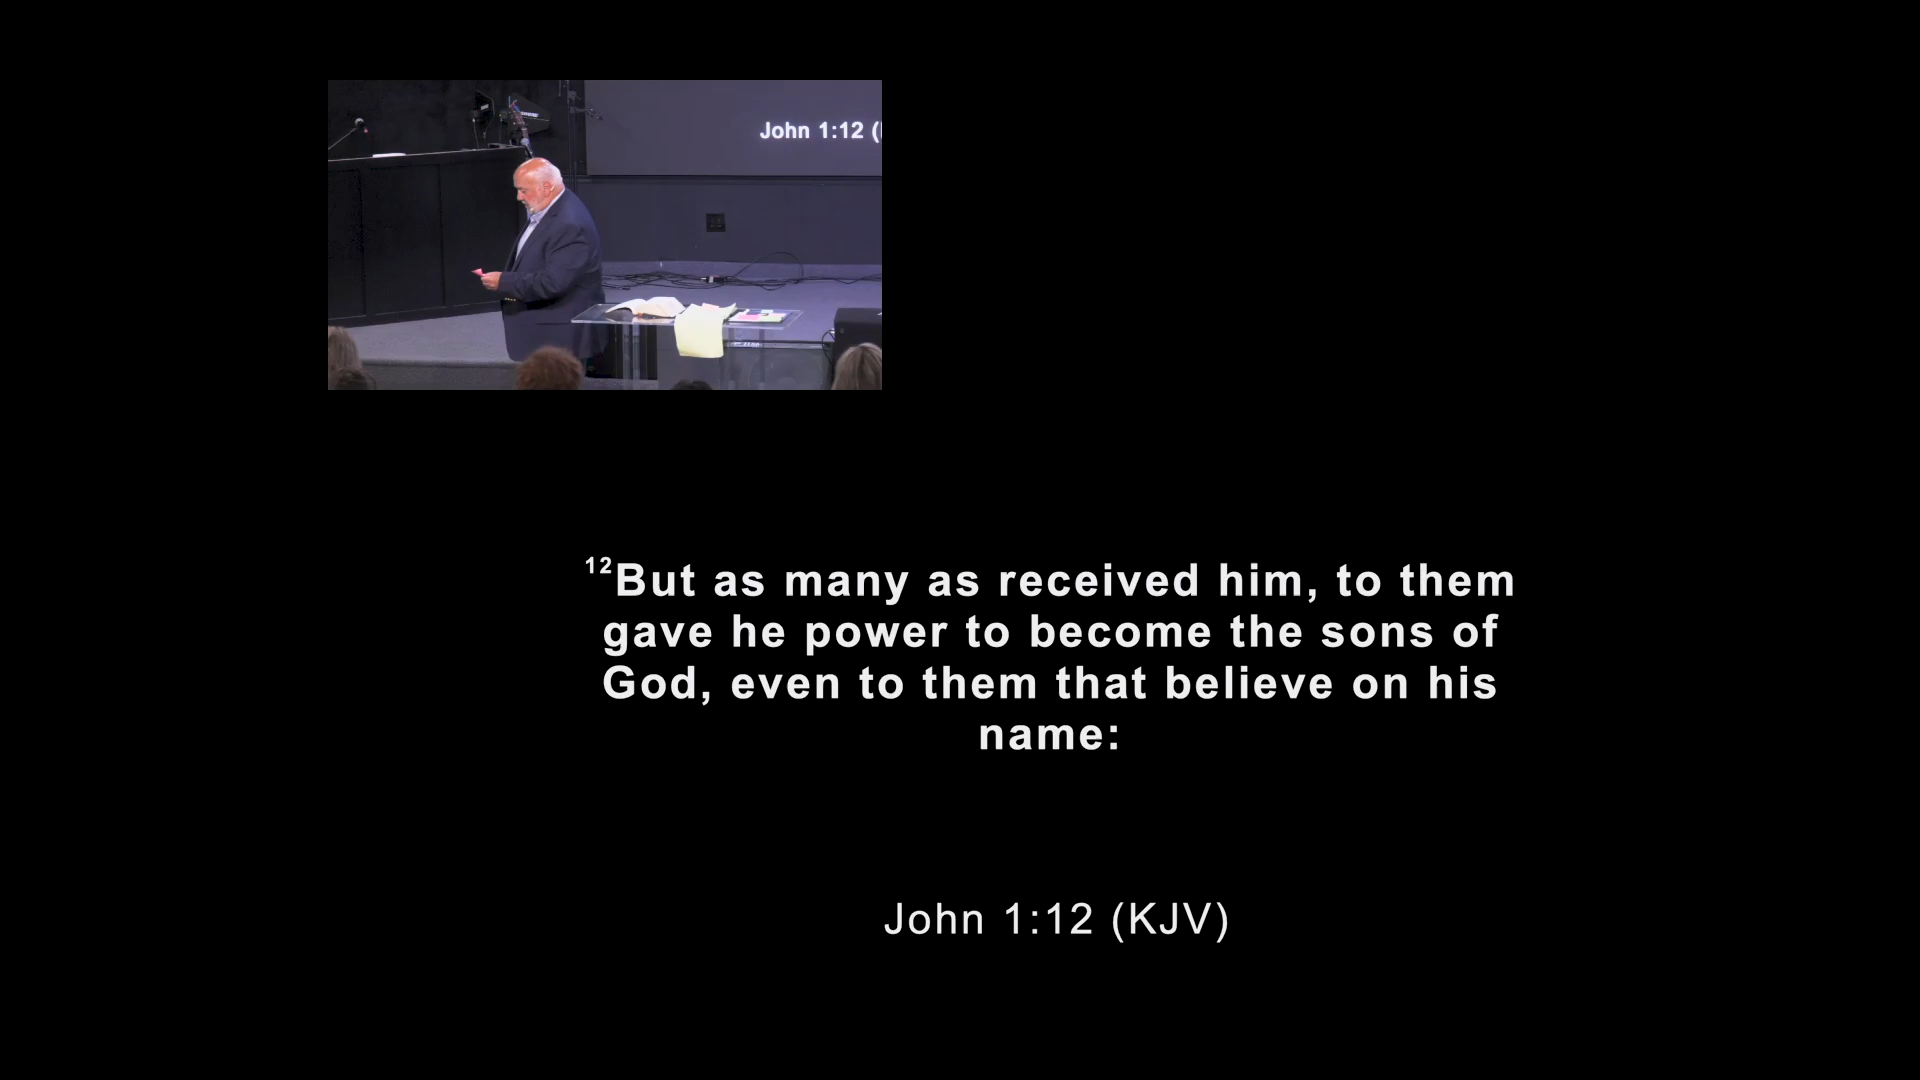 John 1:12 (
12But as many as received him, to them
gave he power to become the sons of
God, even to them that believe on his
name:
John 1:12 (KJV)